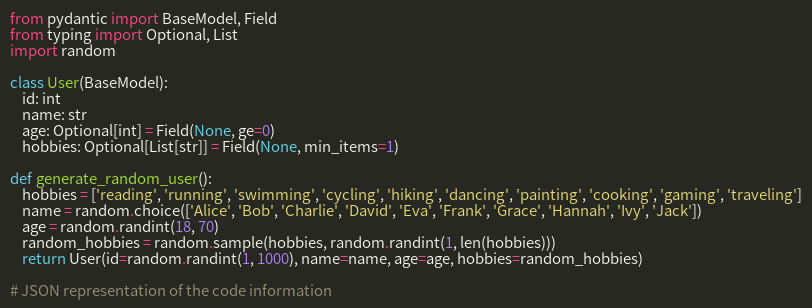 from pydantic import BaseModel, Field
from typing import Optional, List
import random

class User(BaseModel):
    id: int
    name: str
    age: Optional[int] = Field(None, ge=0)
    hobbies: Optional[List[str]] = Field(None, min_items=1)

def generate_random_user():
    hobbies = ['reading', 'running', 'swimming', 'cycling', 'hiking', 'dancing', 'painting', 'cooking', 'gaming', 'traveling']
    name = random.choice(['Alice', 'Bob', 'Charlie', 'David', 'Eva', 'Frank', 'Grace', 'Hannah', 'Ivy', 'Jack'])
    age = random.randint(18, 70)
    random_hobbies = random.sample(hobbies, random.randint(1, len(hobbies)))
    return User(id=random.randint(1, 1000), name=name, age=age, hobbies=random_hobbies)

# JSON representation of the code information